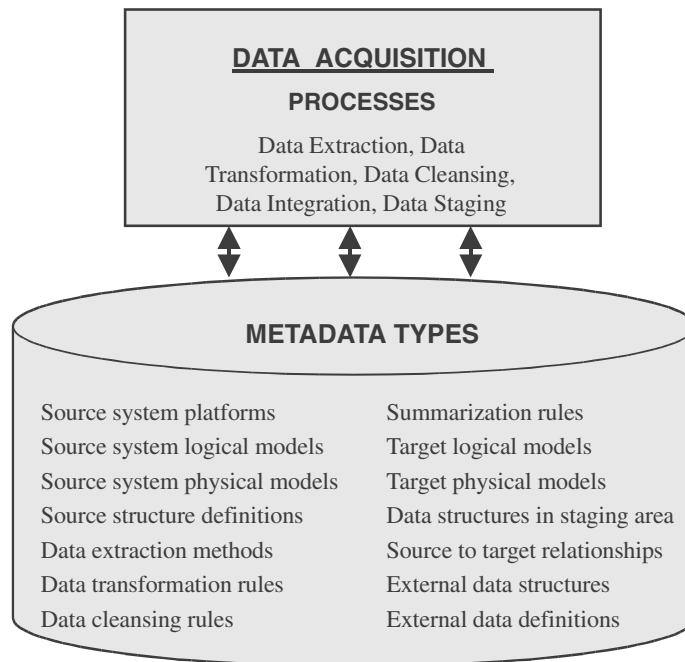 DATA ACQUISITION
PROCESSES
Data Extraction, Data
Transformation, Data Cleansing,
Data Integration, Data Staging
METADATA TYPES
Source system platforms
Source system logical models
Source system physical models
Source structure definitions
Data extraction methods
Data transformation rules
Data cleansing rules
Summarization rules
Target logical models
Target physical models
Data structures in staging area
Source to target relationships
External data structures
External data definitions